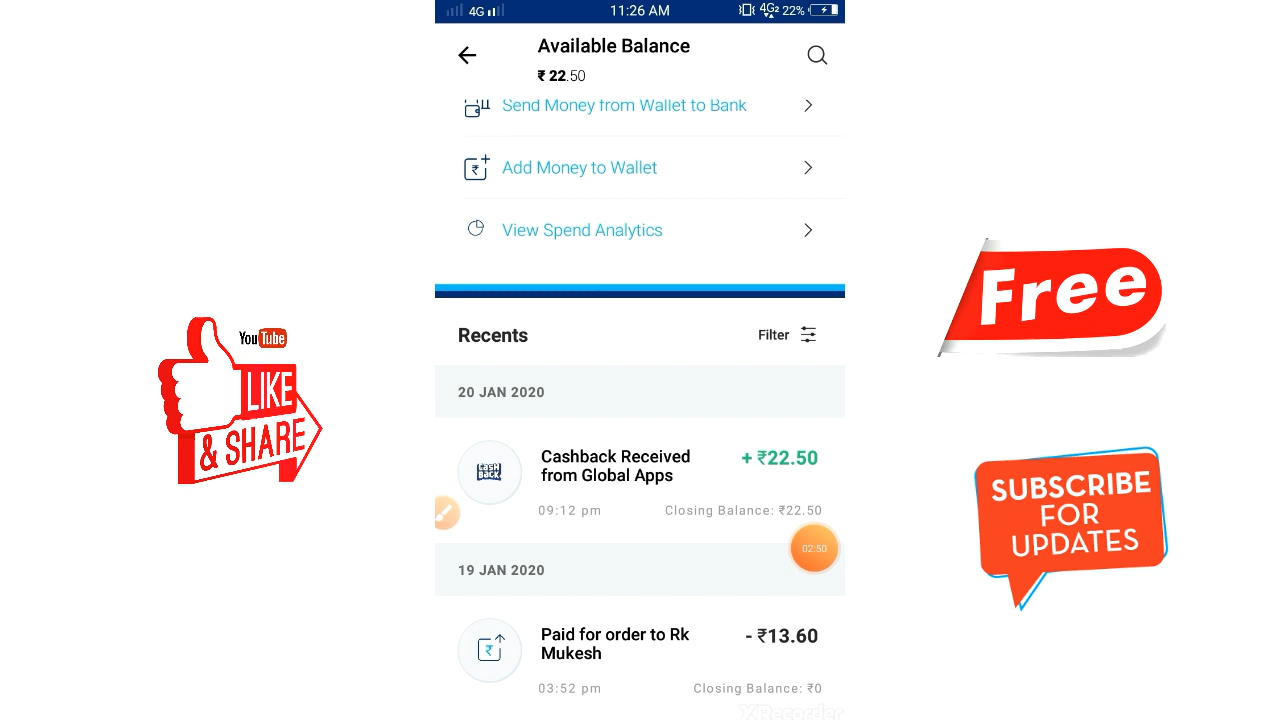 4G
11:26 AM
4G2 22%
Available Balance
₹ 22.50
Send Money from Wallet to Bank
Add Money to Wallet
₹
View Spend Analytics
Recents
Filter
20 JAN 2020
CASH
BACK
Cashback Received
from Global Apps
+ ₹22.50
09:12 pm
Closing Balance: ₹22.50
02:50
19 JAN 2020
₹
Paid for order to Rk
Mukesh
- ₹13.60
03:52 pm
Closing Balance: ₹0
XRecorder
YouTube
LIKE
& SHARE
Free
SUBSCRIBE
FOR
UPDATES